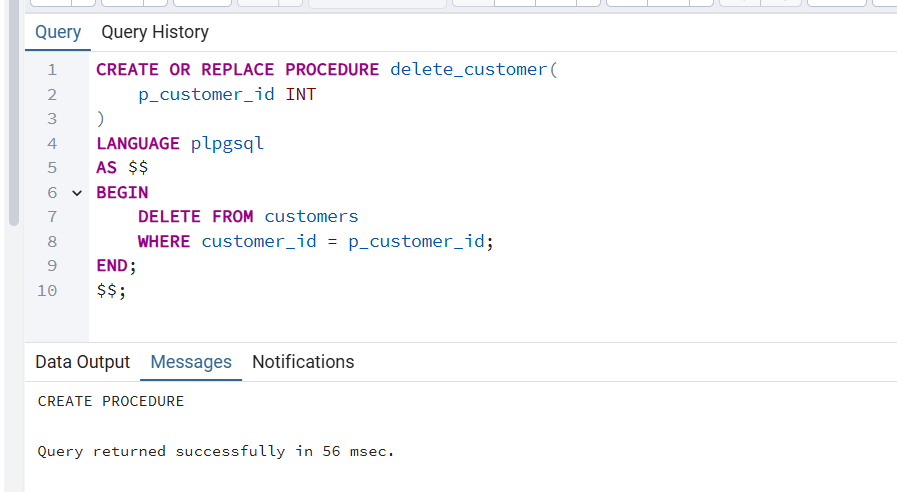 Query Query History
1 CREATE OR REPLACE PROCEDURE delete_customer(
2 p_customer_id INT
3 )
4 LANGUAGE plpgsql
5 AS $$
6 BEGIN
7 DELETE FROM customers
8 WHERE customer_id = p_customer_id;
9 END;
10 $$;
Data Output Messages Notifications
CREATE PROCEDURE
Query returned successfully in 56 msec.